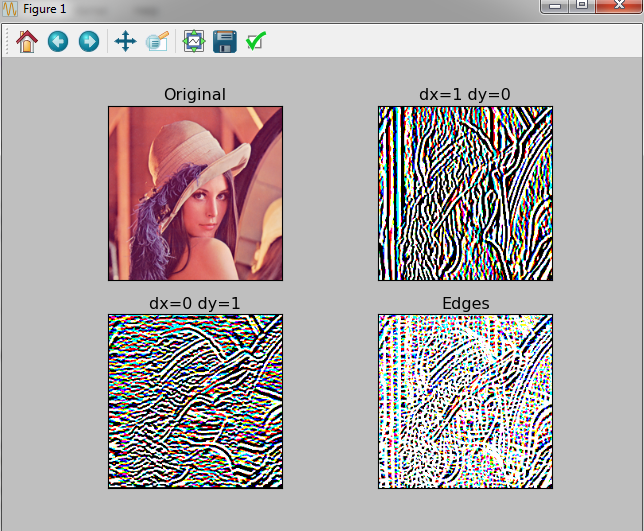 Figure 1
Original
dx=1 dy=0
dx=0 dy=1
Edges